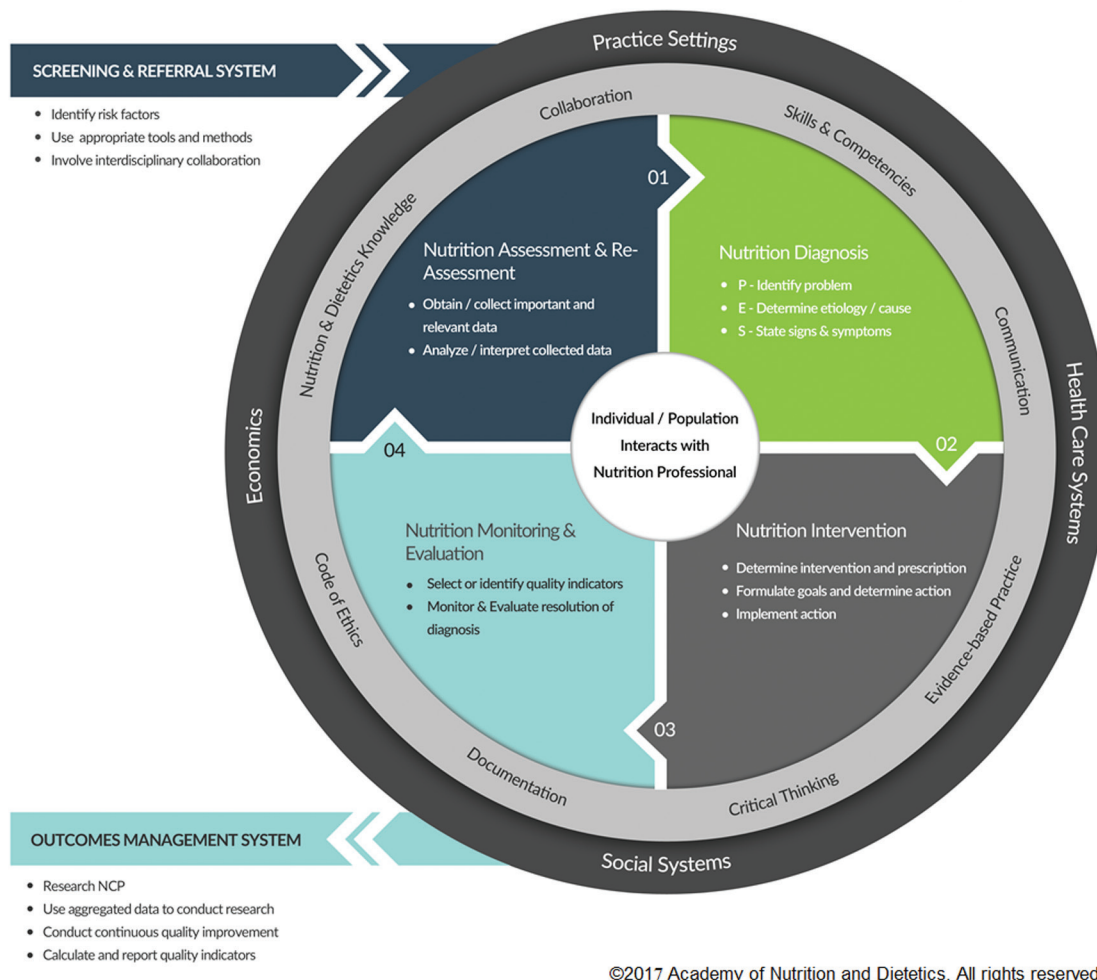 Practice Settings
SCREENING & REFERRAL SYSTEM
• Identify risk factors
• Use appropriate tools and methods
• Involve interdisciplinary collaboration
Collaboration
Skills & Competencies
Nutrition & Dietetics Knowledge
Communication
Health Care Systems
Economics
01
Nutrition Assessment & Re-
Assessment
• Obtain / collect important and
relevant data
• Analyze / interpret collected data
Nutrition Diagnosis
• P - Identify problem
• E - Determine etiology / cause
• S - State signs & symptoms
Individual / Population
Interacts with
Nutrition Professional
02
04
Nutrition Monitoring &
Evaluation
• Select or identify quality indicators
• Monitor & Evaluate resolution of
diagnosis
Nutrition Intervention
• Determine intervention and prescription
• Formulate goals and determine action
• Implement action
03
Code of Ethics
Evidence-based Practice
Documentation
Critical Thinking
Social Systems
OUTCOMES MANAGEMENT SYSTEM
• Research NCP
• Use aggregated data to conduct research
• Conduct continuous quality improvement
• Calculate and report quality indicators
©2017 Academy of Nutrition and Dietetics. All rights reserved